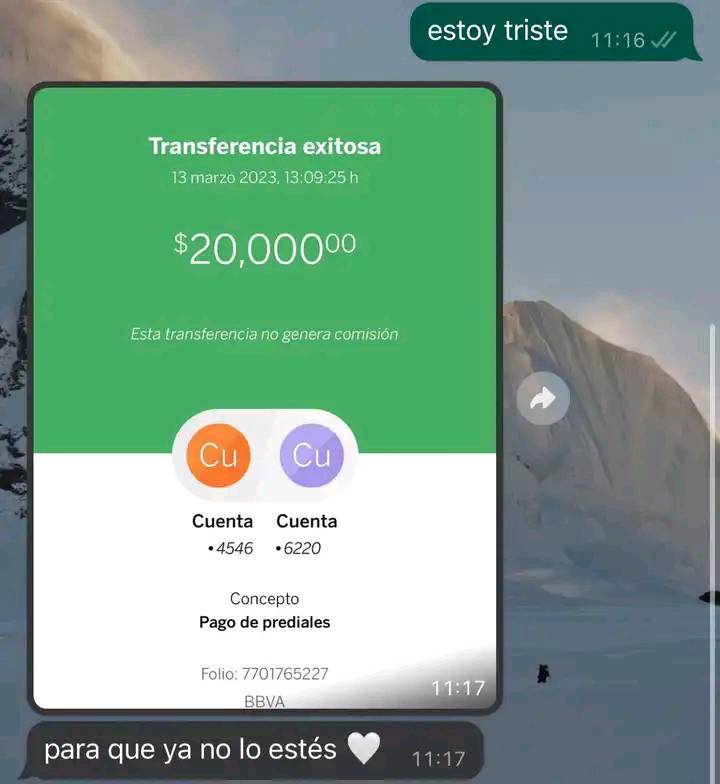 estoy triste 11:16
Transferencia exitosa
13 marzo 2023, 13:09:25 h
$20,000⁰⁰
Esta transferencia no genera comisión
Cu Cu
Cuenta Cuenta
•4546 •6220
Concepto
Pago de prediales
Folio: 7701765227
11:17
BBVA
para que ya no lo estés 🤍 11:17